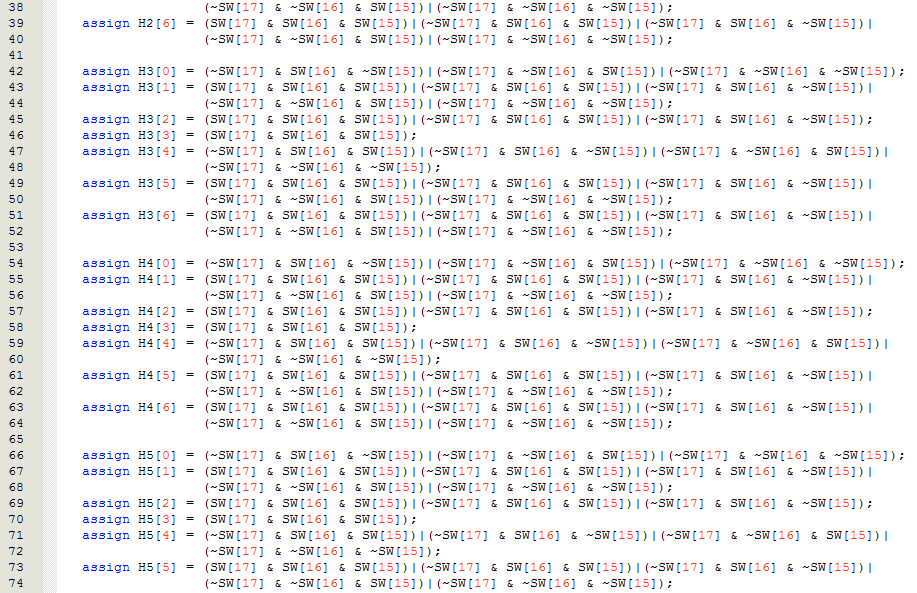 38 (~SW[17] & ~SW[16] & SW[15])|(~SW[17] & ~SW[16] & ~SW[15]);
39 assign H2[6] = (SW[17] & SW[16] & SW[15])|(~SW[17] & SW[16] & SW[15])|(~SW[17] & SW[16] & ~SW[15])|
40 (~SW[17] & ~SW[16] & SW[15])|(~SW[17] & ~SW[16] & ~SW[15]);
41
42 assign H3[0] = (~SW[17] & SW[16] & ~SW[15])|(~SW[17] & ~SW[16] & SW[15])|(~SW[17] & ~SW[16] & ~SW[15]);
43 assign H3[1] = (SW[17] & SW[16] & SW[15])|(~SW[17] & SW[16] & SW[15])|(~SW[17] & SW[16] & ~SW[15])|
44 (~SW[17] & ~SW[16] & SW[15])|(~SW[17] & ~SW[16] & ~SW[15]);
45 assign H3[2] = (SW[17] & SW[16] & SW[15])|(~SW[17] & SW[16] & SW[15])|(~SW[17] & SW[16] & ~SW[15]);
46 assign H3[3] = (SW[17] & SW[16] & SW[15]);
47 assign H3[4] = (~SW[17] & SW[16] & SW[15])|(~SW[17] & SW[16] & ~SW[15])|(~SW[17] & ~SW[16] & SW[15])|
48 (~SW[17] & ~SW[16] & ~SW[15]);
49 assign H3[5] = (SW[17] & SW[16] & SW[15])|(~SW[17] & SW[16] & SW[15])|(~SW[17] & SW[16] & ~SW[15])|
50 (~SW[17] & ~SW[16] & SW[15])|(~SW[17] & ~SW[16] & ~SW[15]);
51 assign H3[6] = (SW[17] & SW[16] & SW[15])|(~SW[17] & SW[16] & SW[15])|(~SW[17] & SW[16] & ~SW[15])|
52 (~SW[17] & ~SW[16] & SW[15])|(~SW[17] & ~SW[16] & ~SW[15]);
53
54 assign H4[0] = (~SW[17] & SW[16] & ~SW[15])|(~SW[17] & ~SW[16] & SW[15])|(~SW[17] & ~SW[16] & ~SW[15]);
55 assign H4[1] = (SW[17] & SW[16] & SW[15])|(~SW[17] & SW[16] & SW[15])|(~SW[17] & SW[16] & ~SW[15])|
56 (~SW[17] & ~SW[16] & SW[15])|(~SW[17] & ~SW[16] & ~SW[15]);
57 assign H4[2] = (SW[17] & SW[16] & SW[15])|(~SW[17] & SW[16] & SW[15])|(~SW[17] & SW[16] & ~SW[15]);
58 assign H4[3] = (SW[17] & SW[16] & SW[15]);
59 assign H4[4] = (~SW[17] & SW[16] & SW[15])|(~SW[17] & SW[16] & ~SW[15])|(~SW[17] & ~SW[16] & SW[15])|
60 (~SW[17] & ~SW[16] & ~SW[15]);
61 assign H4[5] = (SW[17] & SW[16] & SW[15])|(~SW[17] & SW[16] & SW[15])|(~SW[17] & SW[16] & ~SW[15])|
62 (~SW[17] & ~SW[16] & SW[15])|(~SW[17] & ~SW[16] & ~SW[15]);
63 assign H4[6] = (SW[17] & SW[16] & SW[15])|(~SW[17] & SW[16] & SW[15])|(~SW[17] & SW[16] & ~SW[15])|
64 (~SW[17] & ~SW[16] & SW[15])|(~SW[17] & ~SW[16] & ~SW[15]);
65
66 assign H5[0] = (~SW[17] & SW[16] & ~SW[15])|(~SW[17] & ~SW[16] & SW[15])|(~SW[17] & ~SW[16] & ~SW[15]);
67 assign H5[1] = (SW[17] & SW[16] & SW[15])|(~SW[17] & SW[16] & SW[15])|(~SW[17] & SW[16] & ~SW[15])|
68 (~SW[17] & ~SW[16] & SW[15])|(~SW[17] & ~SW[16] & ~SW[15]);
69 assign H5[2] = (SW[17] & SW[16] & SW[15])|(~SW[17] & SW[16] & SW[15])|(~SW[17] & SW[16] & ~SW[15]);
70 assign H5[3] = (SW[17] & SW[16] & SW[15]);
71 assign H5[4] = (~SW[17] & SW[16] & SW[15])|(~SW[17] & SW[16] & ~SW[15])|(~SW[17] & ~SW[16] & SW[15])|
72 (~SW[17] & ~SW[16] & ~SW[15]);
73 assign H5[5] = (SW[17] & SW[16] & SW[15])|(~SW[17] & SW[16] & SW[15])|(~SW[17] & SW[16] & ~SW[15])|
74 (~SW[17] & ~SW[16] & SW[15])|(~SW[17] & ~SW[16] & ~SW[15]);